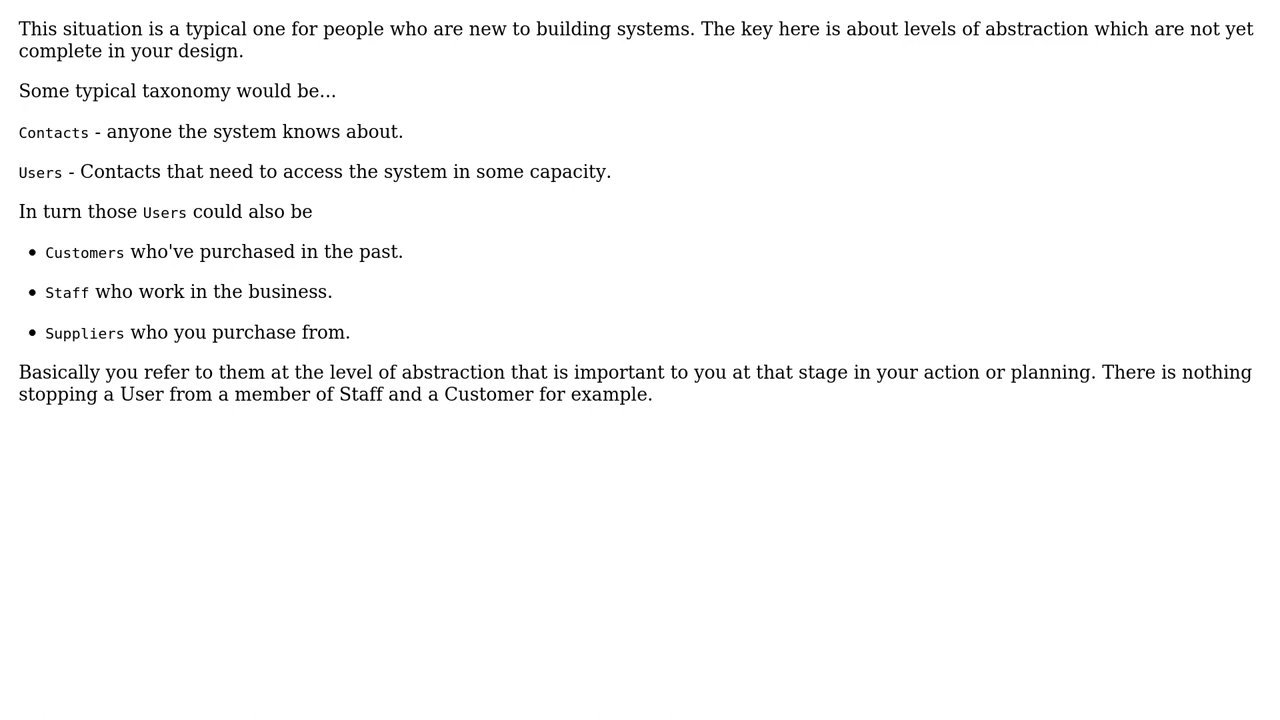 This situation is a typical one for people who are new to building systems. The key here is about levels of abstraction which are not yet
complete in your design.
Some typical taxonomy would be...
Contacts - anyone the system knows about.
Users - Contacts that need to access the system in some capacity.
In turn those Users could also be
• Customers who've purchased in the past.
• Staff who work in the business.
• Suppliers who you purchase from.
Basically you refer to them at the level of abstraction that is important to you at that stage in your action or planning. There is nothing
stopping a User from a member of Staff and a Customer for example.